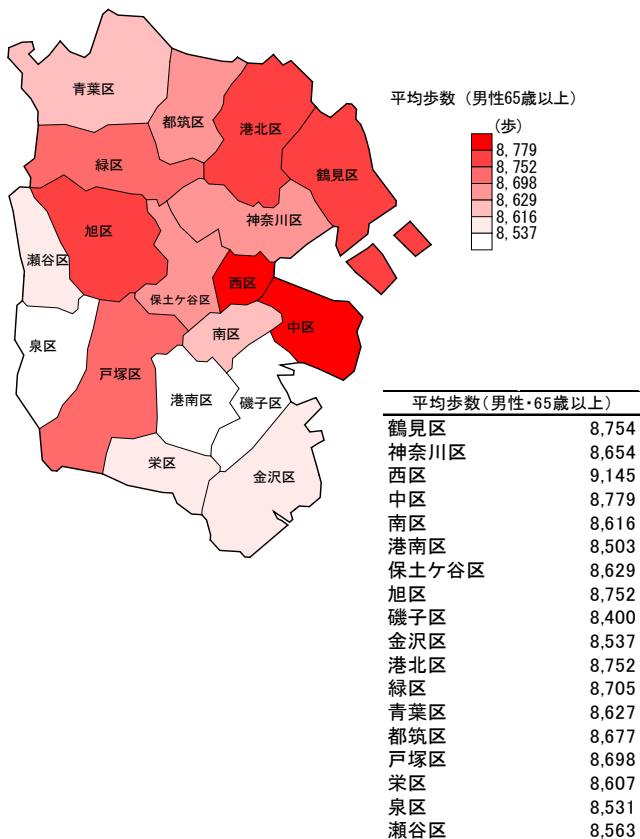 青葉区
都筑区
港北区
鶴見区
緑区
旭区
神奈川区
瀬谷区
保土ケ谷区
西区
中区
南区
泉区
戸塚区
港南区
磯子区
栄区
金沢区
平均歩数 (男性65歳以上)
(歩)
8,779
8,752
8,698
8,629
8,616
8,537
平均歩数(男性・65歳以上)
鶴見区 8,754
神奈川区 8,654
西区 9,145
中区 8,779
南区 8,616
港南区 8,503
保土ケ谷区 8,629
旭区 8,752
磯子区 8,400
金沢区 8,537
港北区 8,752
緑区 8,705
青葉区 8,627
都筑区 8,677
戸塚区 8,698
栄区 8,607
泉区 8,531
瀬谷区 8,563